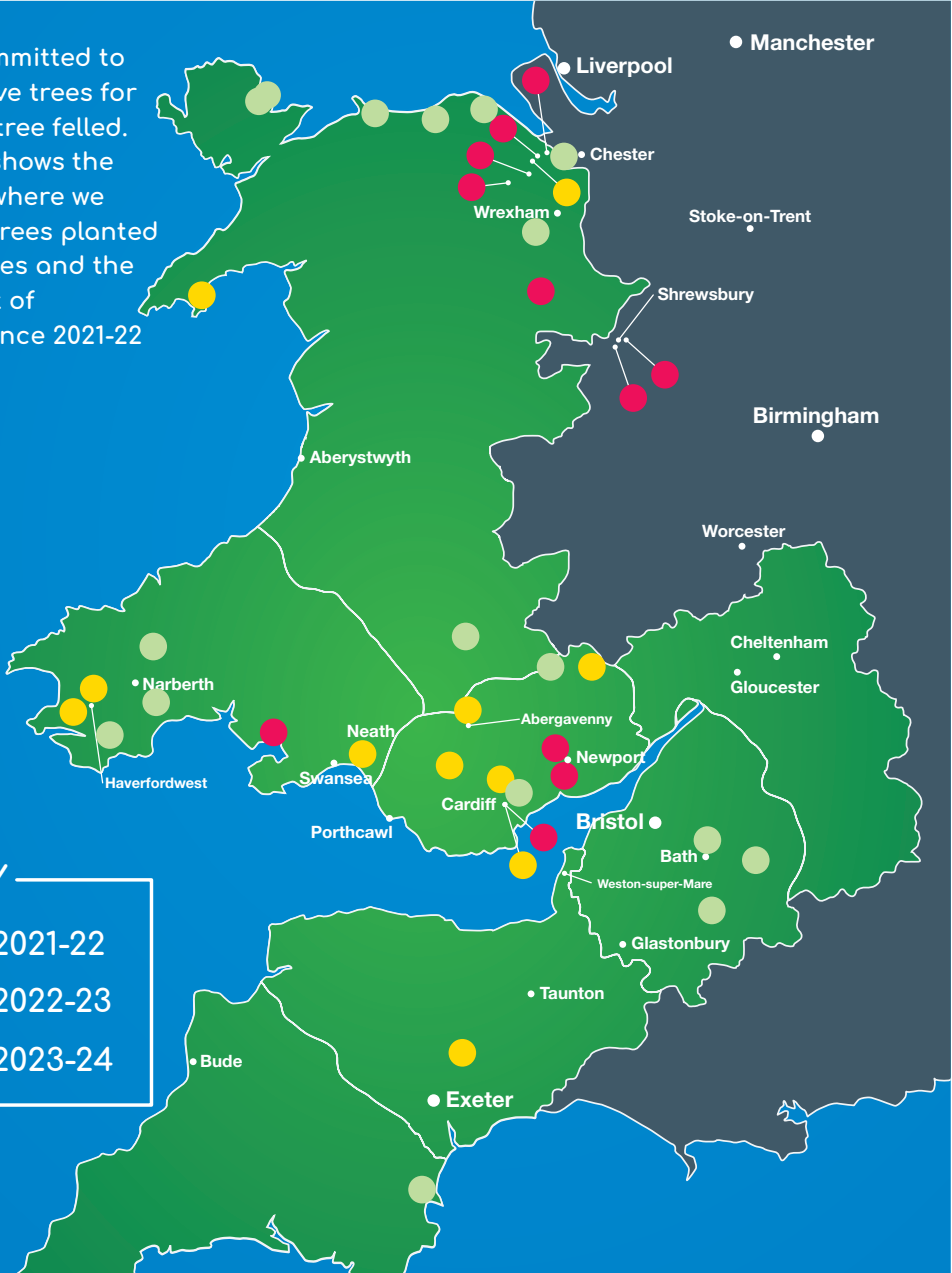 mmitted to
ve trees for
tree felled.
shows the
where we
rees planted
es and the
t of
nce 2021-22
Manchester
Liverpool
Chester
Stoke-on-Trent
Wrexham
Shrewsbury
Birmingham
Aberystwyth
Worcester
Cheltenham
Gloucester
Narberth
Neath
Abergavenny
Newport
Swansea
Haverfordwest
Cardiff
Porthcawl
Bristol
Bath
Weston-super-Mare
Glastonbury
Taunton
Bude
Exeter
y
2021-22
2022-23
2023-24